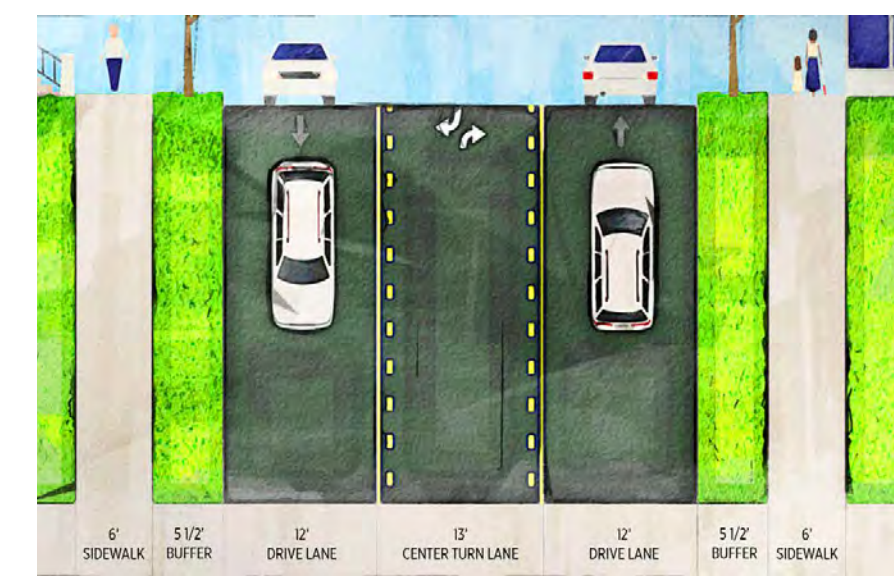 6'
SIDEWALK
5 1/2'
BUFFER
12'
DRIVE LANE
13'
CENTER TURN LANE
12'
DRIVE LANE
5 1/2'
BUFFER
6'
SIDEWALK